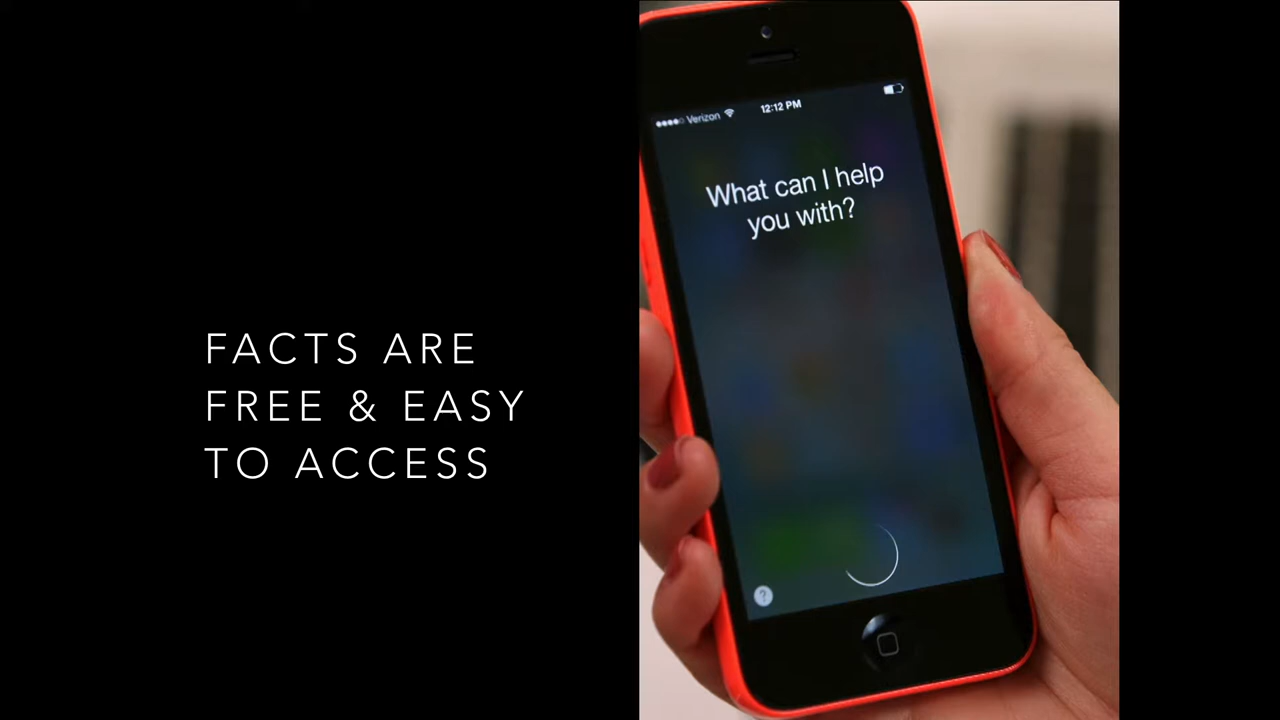 FACTS ARE
FREE & EASY
TO ACCESS
Verizon 12:12 PM
What can I help
you with?
?